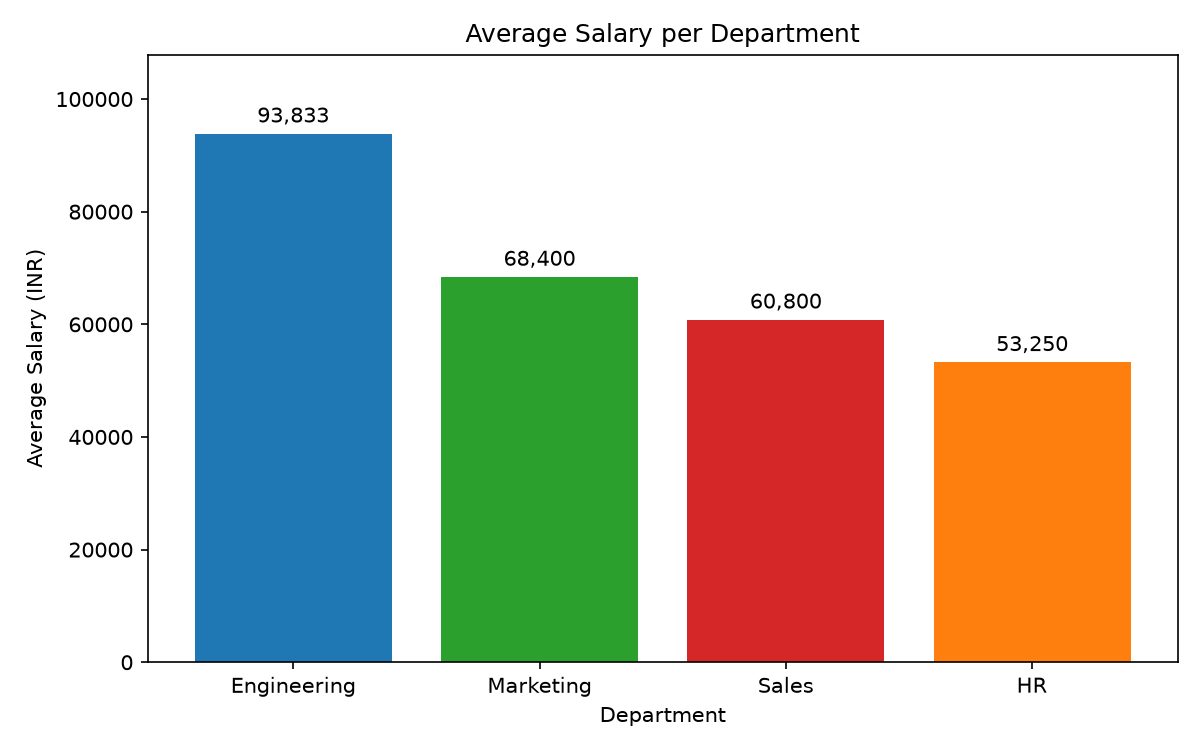 Average Salary per Department
Average Salary (INR)
100000
80000
60000
40000
20000
0
93,833
68,400
60,800
53,250
Engineering
Marketing
Sales
HR
Department